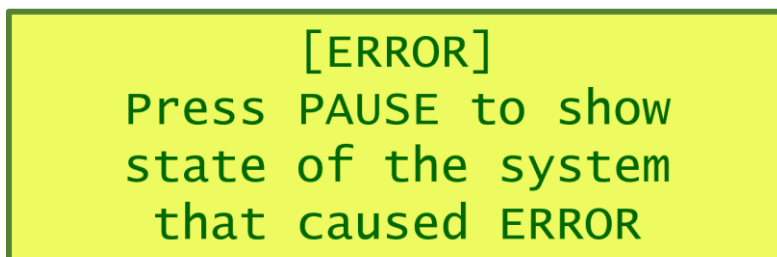 [ERROR]
Press PAUSE to show
state of the system
that caused ERROR